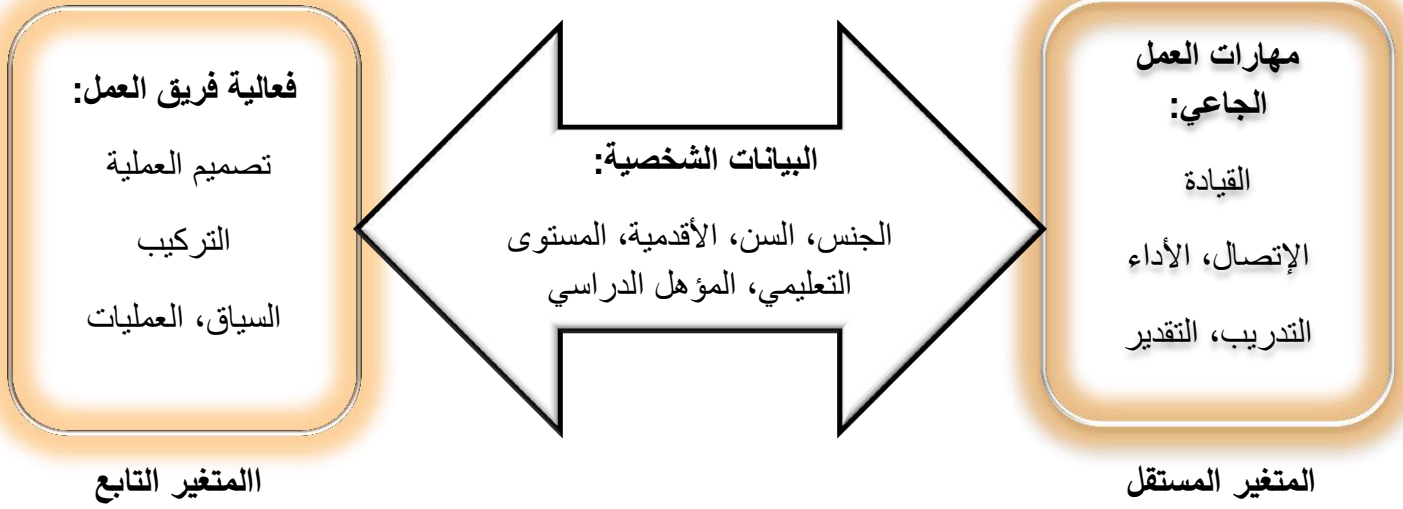 مهارات العمل
الجاعي:
القيادة
الإتصال، الأداء
التدريب، التقدير
المتغير المستقل
البيانات الشخصية:
الجنس، السن، الأقدمية، المستوى
التعليمي، المؤهل الدراسي
فعالية فريق العمل:
تصميم العملية
التركيب
السياق، العمليات
االمتغير التابع